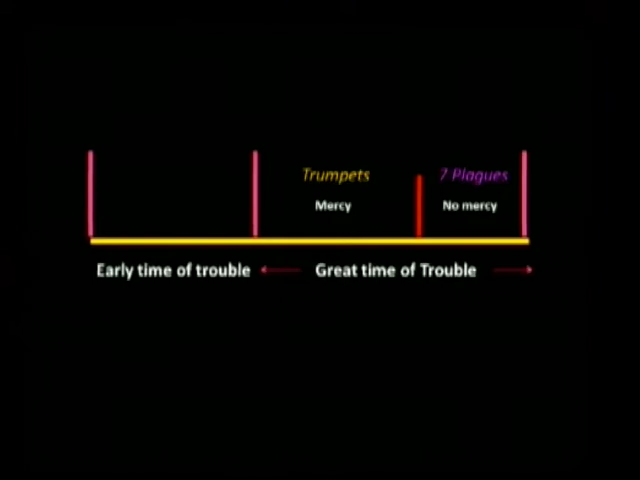 Trumpets
7 Plagues
Mercy
No mercy
Early time of trouble
Great time of Trouble